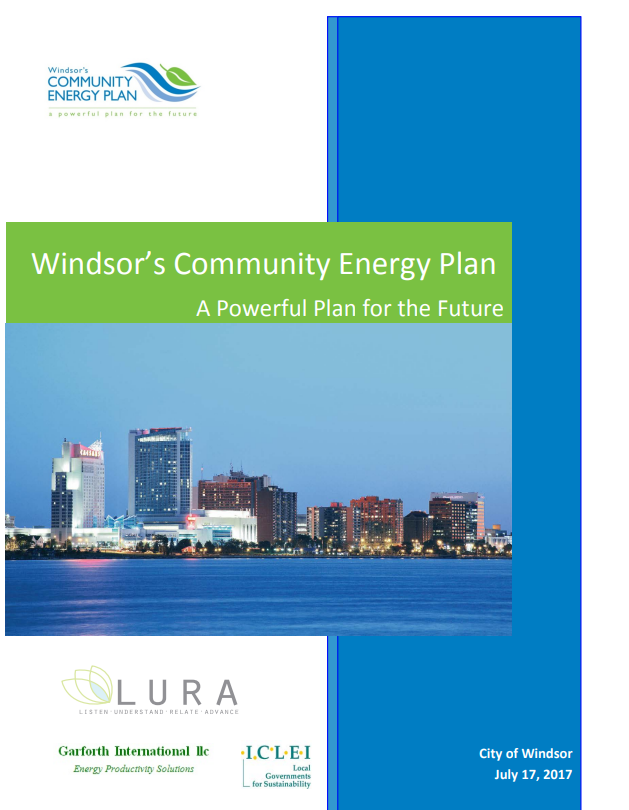 Windsor's
COMMUNITY
ENERGY PLAN
a powerful plan for the future
Windsor's Community Energy Plan
A Powerful Plan for the Future
LURA
LISTEN·UNDERSTAND·RELATE·ADVANCE
Garforth International llc
Energy Productivity Solutions
·I.C·L·E·I
Local
Governments
for Sustainability
City of Windsor
July 17, 2017